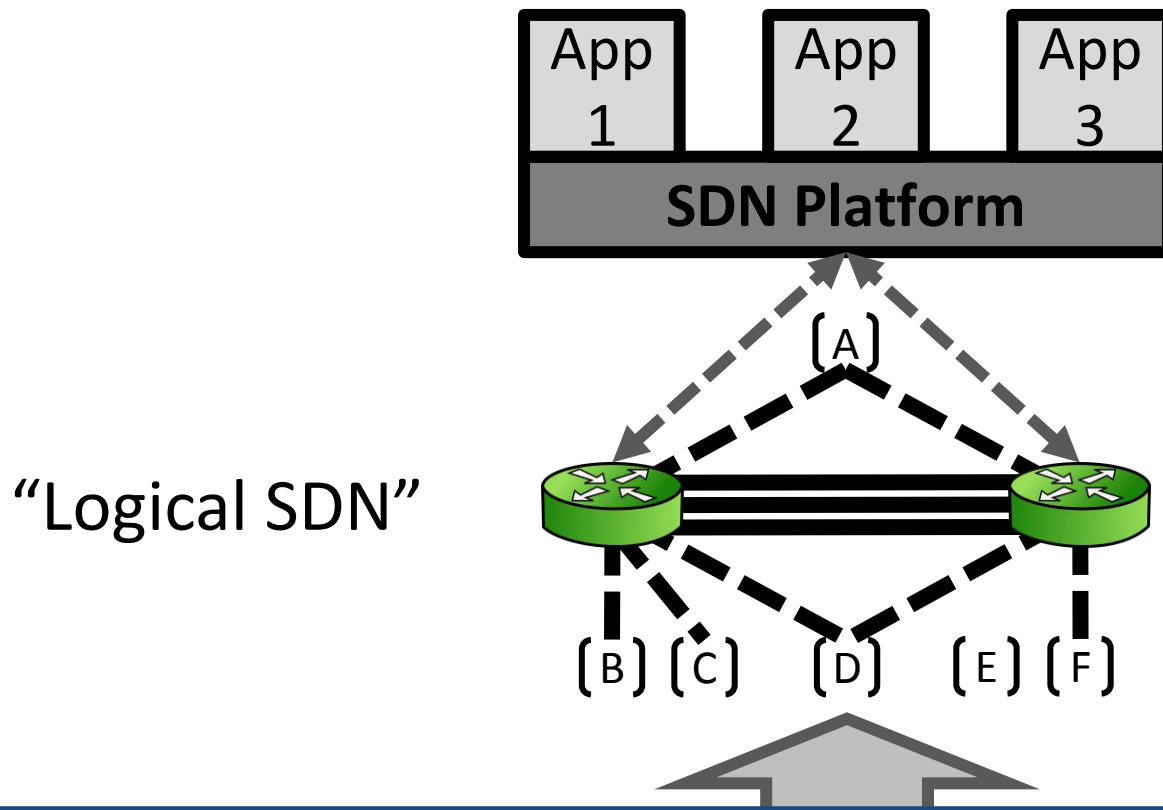 App App App
1 2 3
SDN Platform
[A]
“Logical SDN”
[B] [C] [D] [E] [F]